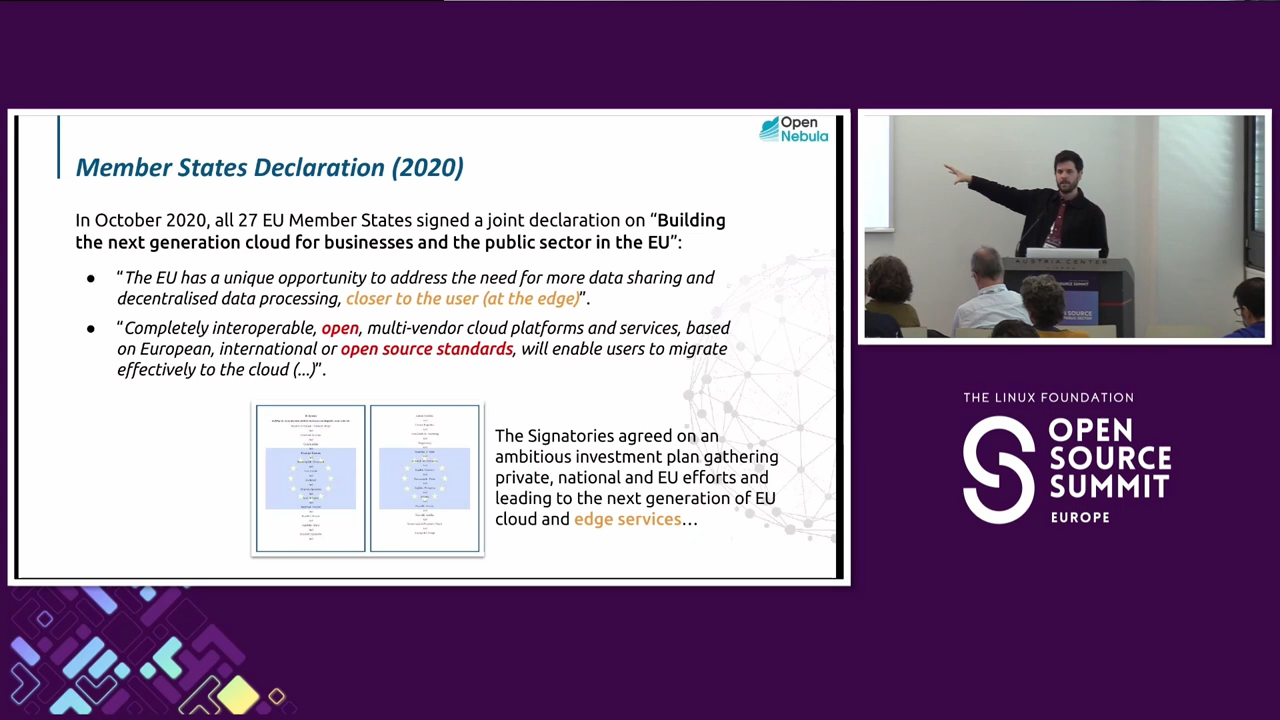 Open
Nebula
Member States Declaration (2020)
In October 2020, all 27 EU Member States signed a joint declaration on “Building
the next generation cloud for businesses and the public sector in the EU”:
● “The EU has a unique opportunity to address the need for more data sharing and
decentralised data processing, closer to the user (at the edge)”.
● “Completely interoperable, open, multi-vendor cloud platforms and services, based
on European, international or open source standards, will enable users to migrate
effectively to the cloud (...)”.
The Signatories agreed on an
ambitious investment plan gathering
private, national and EU efforts and
leading to the next generation of EU
cloud and edge services…
AUSTRIA CENTER
THE LINUX FOUNDATION
OPEN
SOURCE
SUMMIT
EUROPE